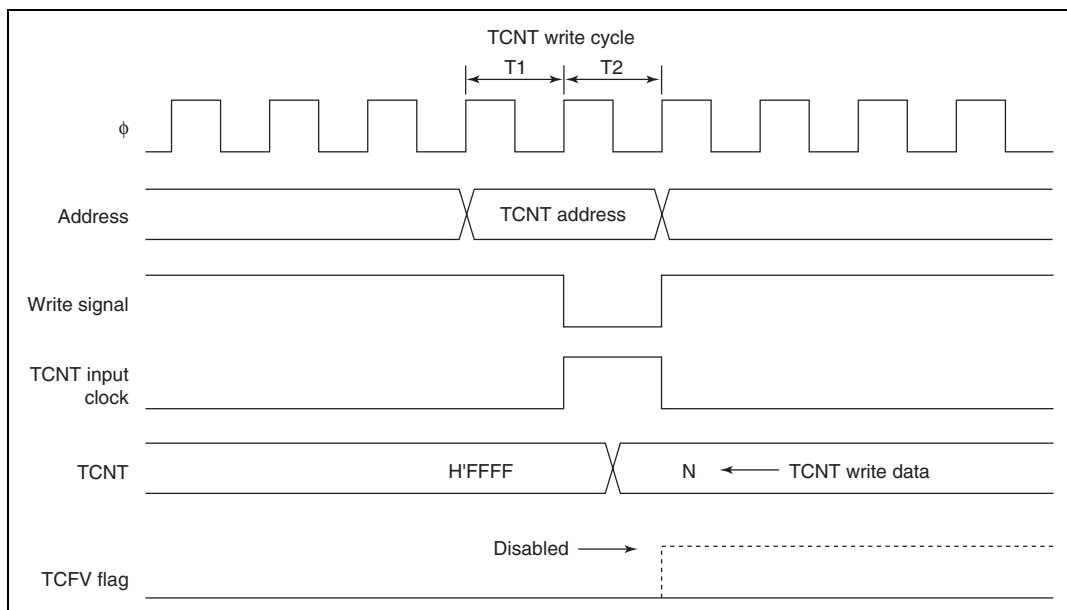 TCNT write cycle
T1 T2
ϕ
Address
TCNT address
Write signal
TCNT input
clock
TCNT
H'FFFF
N
TCNT write data
Disabled
TCFV flag